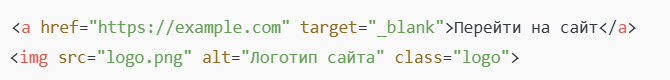 <a href="https://example.com" target="_blank">Перейти на сайт</a>
<img src="logo.png" alt="Логотип сайта" class="logo">